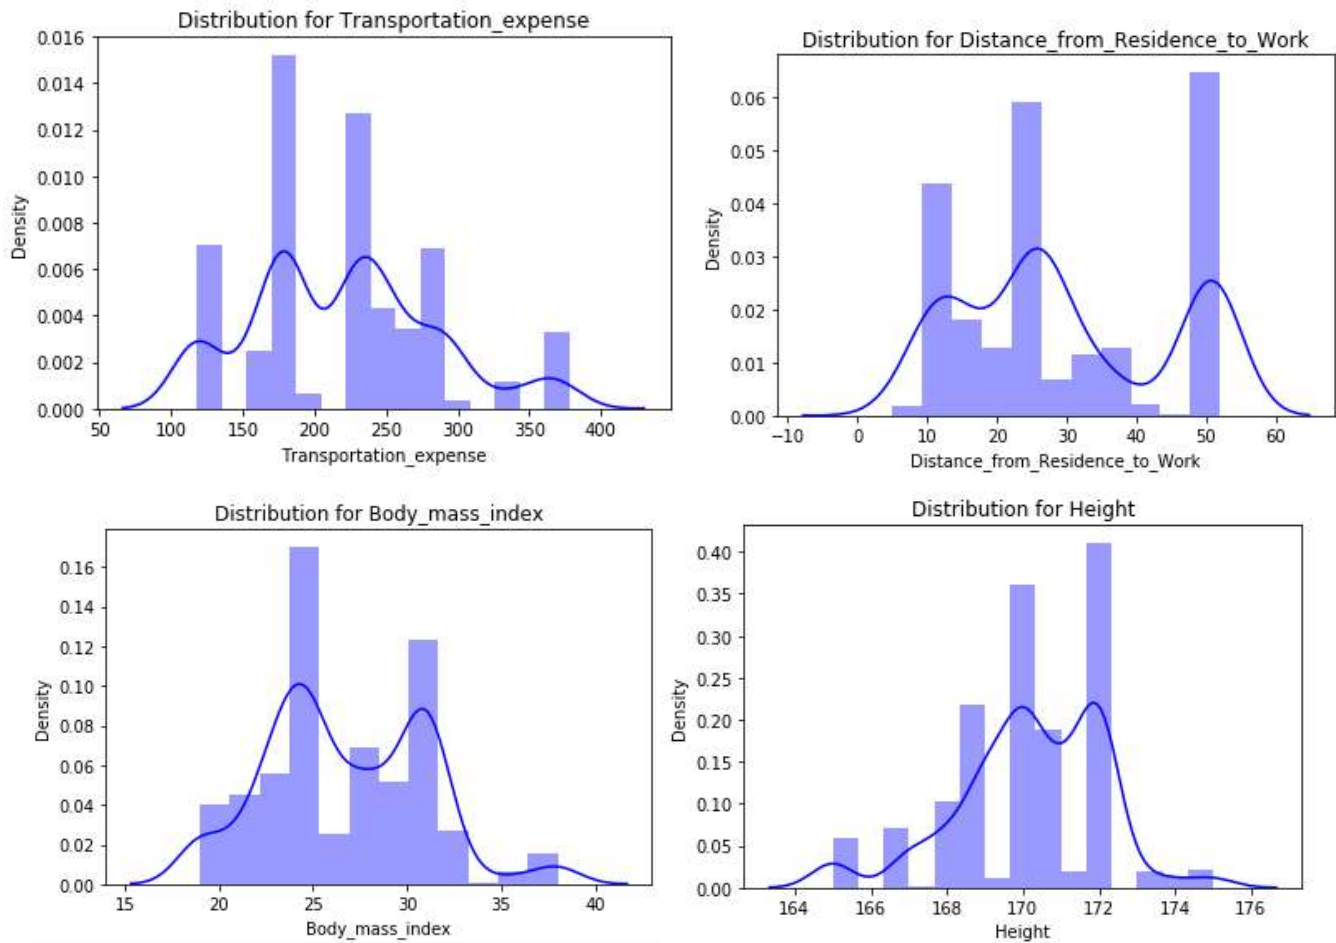 Distribution for Transportation_expense
0.016
0.014
0.012
0.010
0.008
0.006
0.004
0.002
0.000
Density
50 100 150 200 250 300 350 400
Transportation_expense
Distribution for Distance_from_Residence_to_Work
0.06
0.05
0.04
0.03
0.02
0.01
0.00
Density
−10 0 10 20 30 40 50 60
Distance_from_Residence_to_Work
Distribution for Body_mass_index
0.16
0.14
0.12
0.10
0.08
0.06
0.04
0.02
0.00
Density
15 20 25 30 35 40
Body_mass_index
Distribution for Height
0.40
0.35
0.30
0.25
0.20
0.15
0.10
0.05
0.00
Density
164 166 168 170 172 174 176
Height